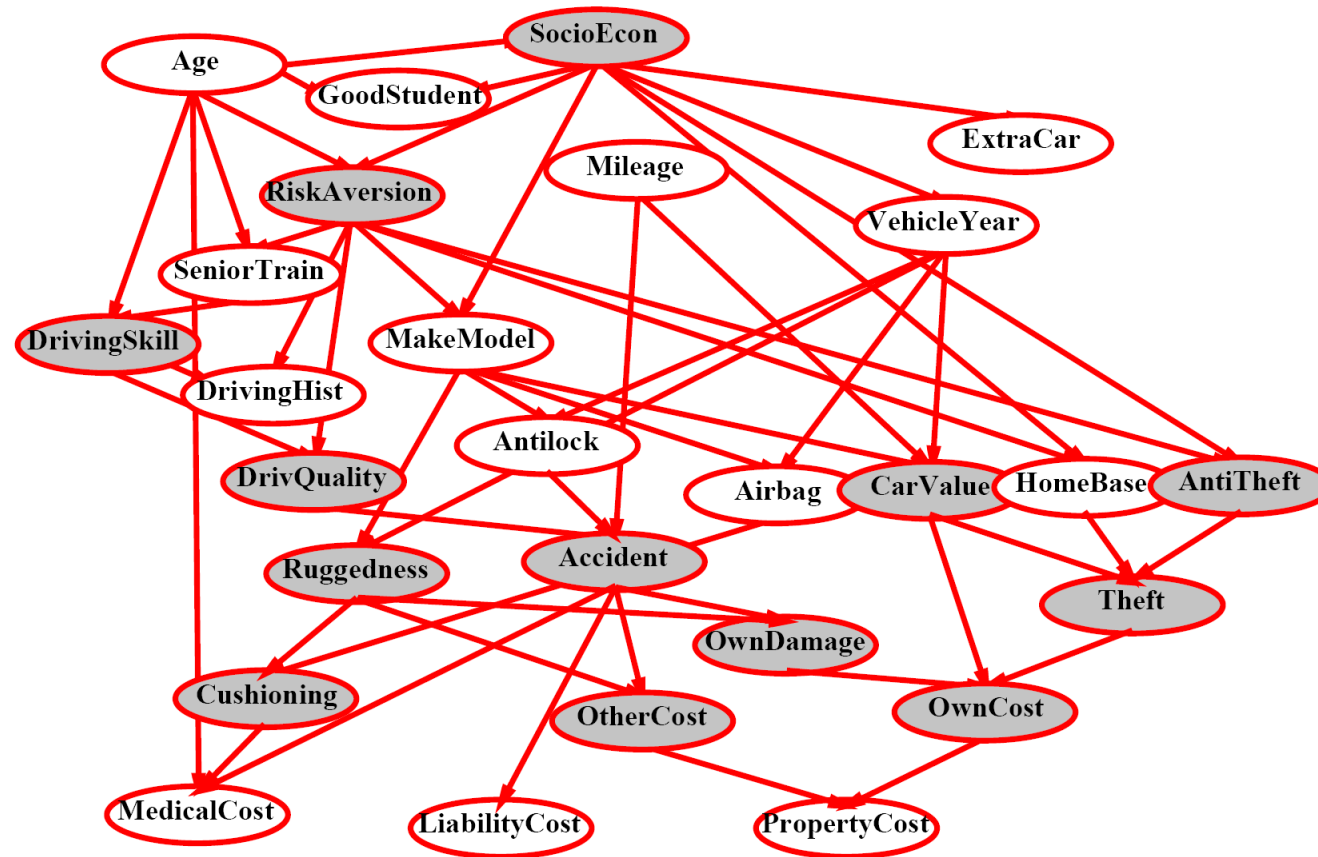 SocioEcon
Age
GoodStudent
ExtraCar
Mileage
RiskAversion
VehicleYear
SeniorTrain
DrivingSkill
MakeModel
DrivingHist
Antilock
DrivQuality
Airbag
CarValue
HomeBase
AntiTheft
Ruggedness
Accident
Theft
OwnDamage
Cushioning
OtherCost
OwnCost
MedicalCost
LiabilityCost
PropertyCost